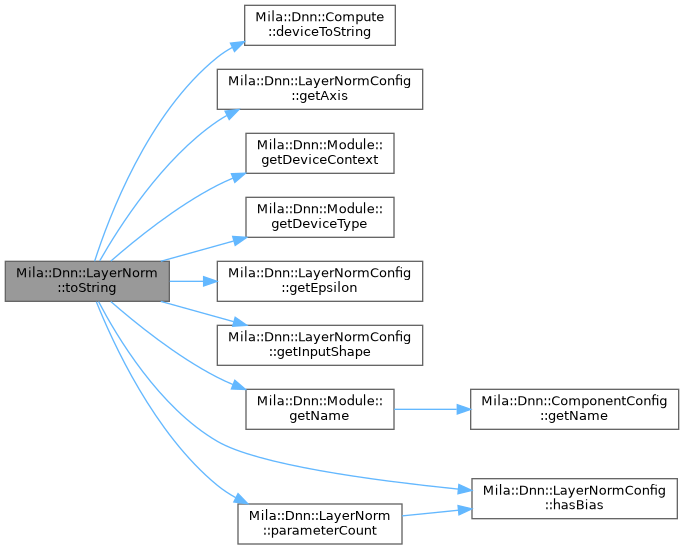 Mila::Dnn::Compute
::deviceToString
Mila::Dnn::LayerNormConfig
::getAxis
Mila::Dnn::Module::
getDeviceContext
Mila::Dnn::Module::
getDeviceType
Mila::Dnn::LayerNorm
::toString
Mila::Dnn::LayerNormConfig
::getEpsilon
Mila::Dnn::LayerNormConfig
::getInputShape
Mila::Dnn::Module::
getName
Mila::Dnn::ComponentConfig
::getName
Mila::Dnn::LayerNormConfig
::hasBias
Mila::Dnn::LayerNorm
::parameterCount